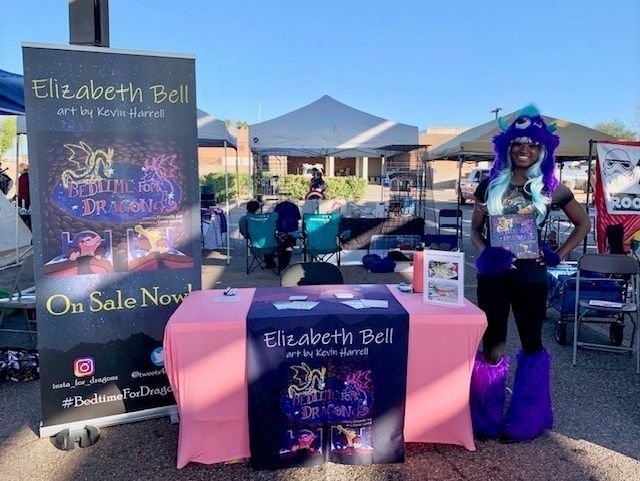 Elizabeth Bell
art by Kevin Harrell
BEDTIME FOR
DRAGONS
On Sale Now!
insta_for_dragons
Elizabeth Bell
art by Kevin Harrell
BEDTIME FOR
DRAGONS